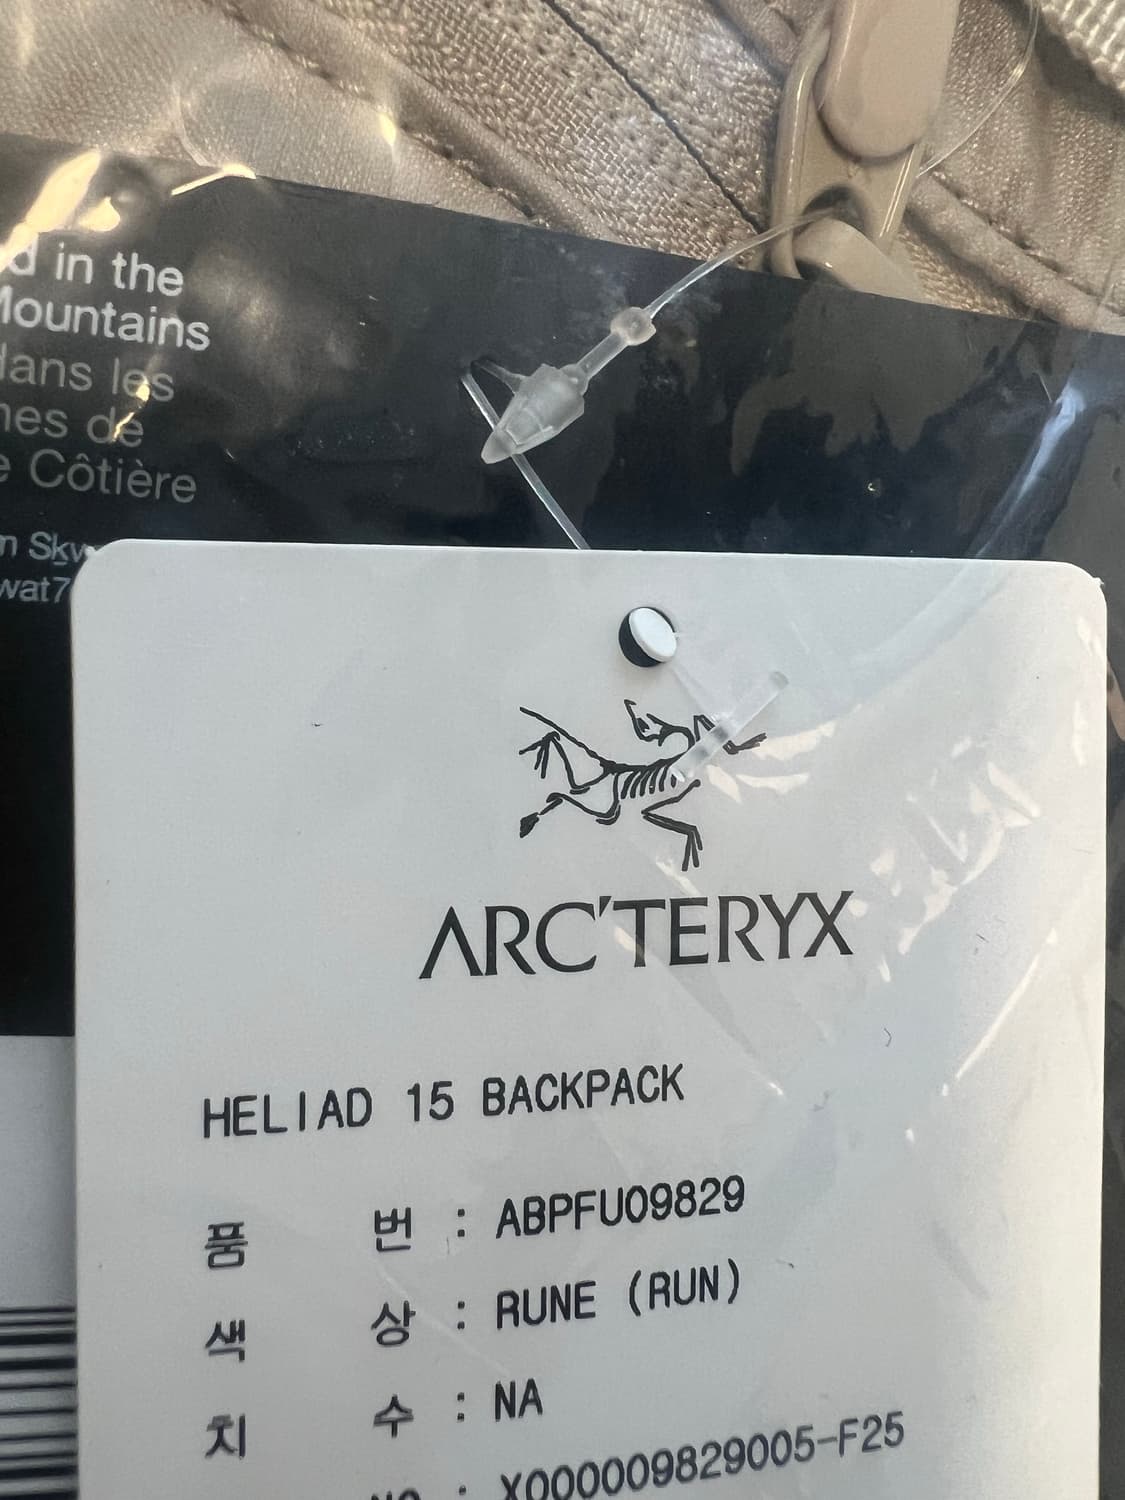 in the
Mountains
dans les
de
Côtière
ARC'TERYX
HELIAD 15 BACKPACK
품 번 : ABPFU09829
색 상 : RUNE (RUN)
치 수 : NA
: X000009829005-F25